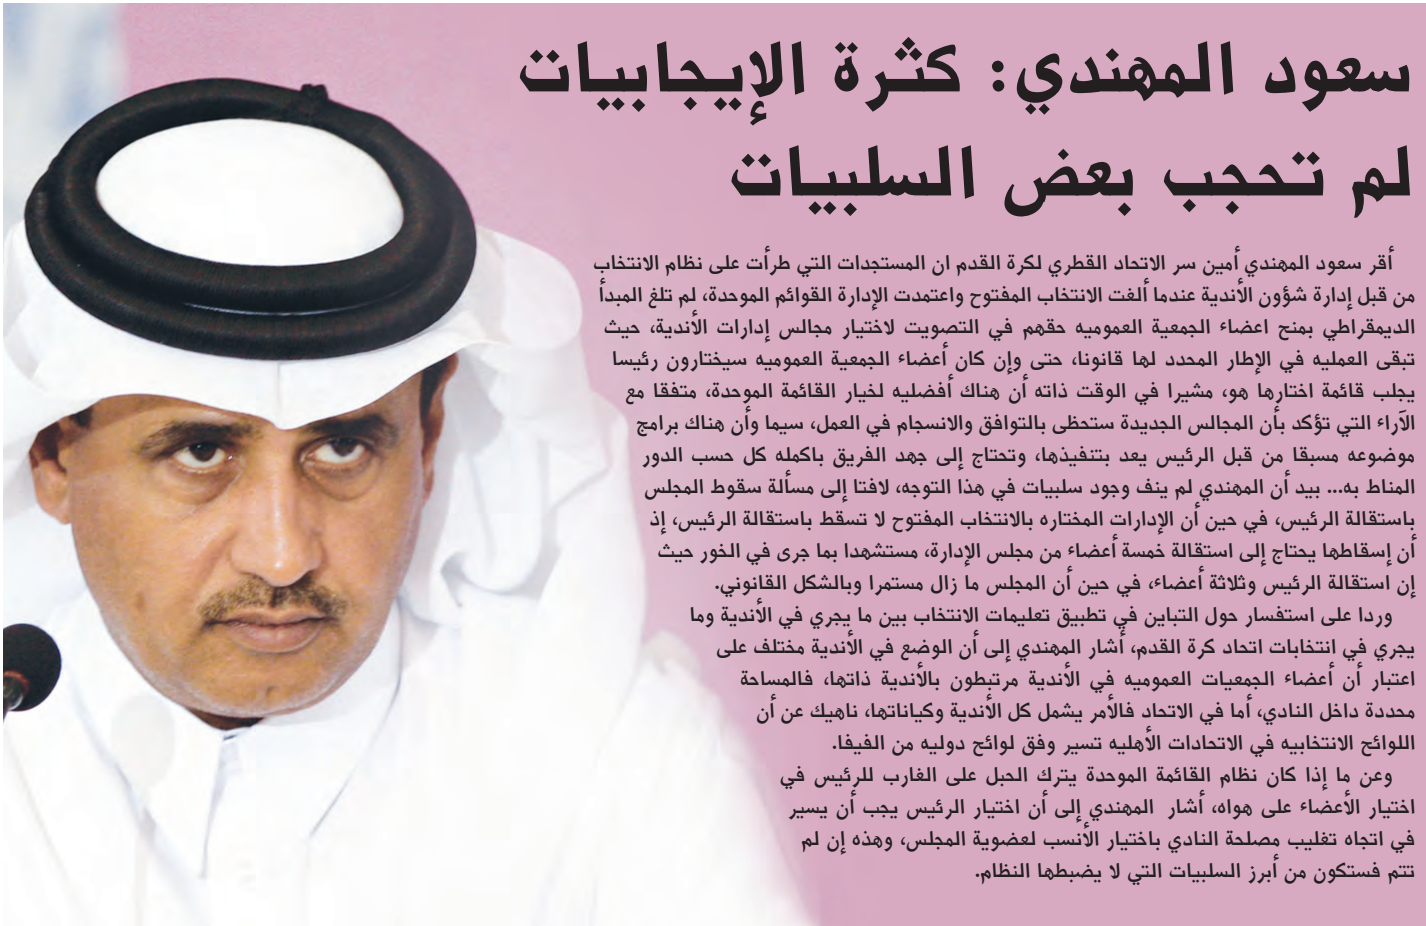 سعود المهندي: كثرة الإيجابيات
لم تحجب بعض السلبيات
أقر سعود المهندي أمين سر الاتحاد القطري لكرة القدم ان المستجدات التي طرأت على نظام الانتخاب
من قبل إدارة شؤون الأندية عندما ألغت الانتخاب المفتوح واعتمدت الإدارة القوائم الموحدة، لم تلغ المبدأ
الديمقراطي بمنح اعضاء الجمعية العموميه حقهم في التصويت لاختيار مجالس إدارات الأندية، حيث
تبقى العمليه في الإطار المحدد لها قانونا، حتى وإن كان أعضاء الجمعية العموميه سيختارون رئيسا
يجلب قائمة اختارها هو، مشيرا في الوقت ذاته أن هناك أفضليه لخيار القائمة الموحدة، متفقا مع
الآراء التي تؤكد بأن المجالس الجديدة ستحظى بالتوافق والانسجام في العمل، سيما وأن هناك برامج
موضوعه مسبقا من قبل الرئيس يعد بتنفيذها، وتحتاج إلى جهد الفريق باكمله كل حسب الدور
المناط به... بيد أن المهندي لم ينف وجود سلبيات في هذا التوجه، لافتا إلى مسألة سقوط المجلس
باستقالة الرئيس، في حين أن الإدارات المختاره بالانتخاب المفتوح لا تسقط باستقالة الرئيس، إذ
أن إسقاطها يحتاج إلى استقالة خمسة أعضاء من مجلس الإدارة، مستشهدا بما جرى في الخور حيث
إن استقالة الرئيس وثلاثة أعضاء، في حين أن المجلس ما زال مستمرا وبالشكل القانوني.
وردا على استفسار حول التباين في تطبيق تعليمات الانتخاب بين ما يجري في الأندية وما
يجري في انتخابات اتحاد كرة القدم، أشار المهندي إلى أن الوضع في الأندية مختلف على
اعتبار أن أعضاء الجمعيات العموميه في الأندية مرتبطون بالأندية ذاتها، فالمساحة
محددة داخل النادي، أما في الاتحاد فالأمر يشمل كل الأندية وكياناتها، ناهيك عن أن
اللوائح الانتخابيه في الاتحادات الأهليه تسير وفق لوائح دوليه من الفيفا.
وعن ما إذا كان نظام القائمة الموحدة يترك الحبل على الغارب للرئيس في
اختيار الأعضاء على هواه، أشار المهندي إلى أن اختيار الرئيس يجب أن يسير
في اتجاه تغليب مصلحة النادي باختيار الأنسب لعضوية المجلس، وهذه إن لم
تتم فستكون من أبرز السلبيات التي لا يضبطها النظام.